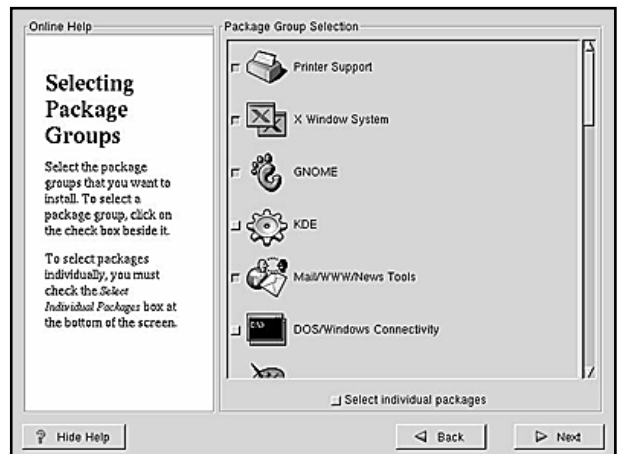 Online Help
Selecting
Package
Groups
Select the package
groups that you want to
install. To select a
package group, click on
the check box beside it.
To select packages
individually, you must
check the Select
Individual Packages box at
the bottom of the screen.
Package Group Selection
Printer Support
X Window System
GNOME
KDE
Mail/WWW/News Tools
C:\>
DOS/Windows Connectivity
Select individual packages
? Hide Help
Back
Next